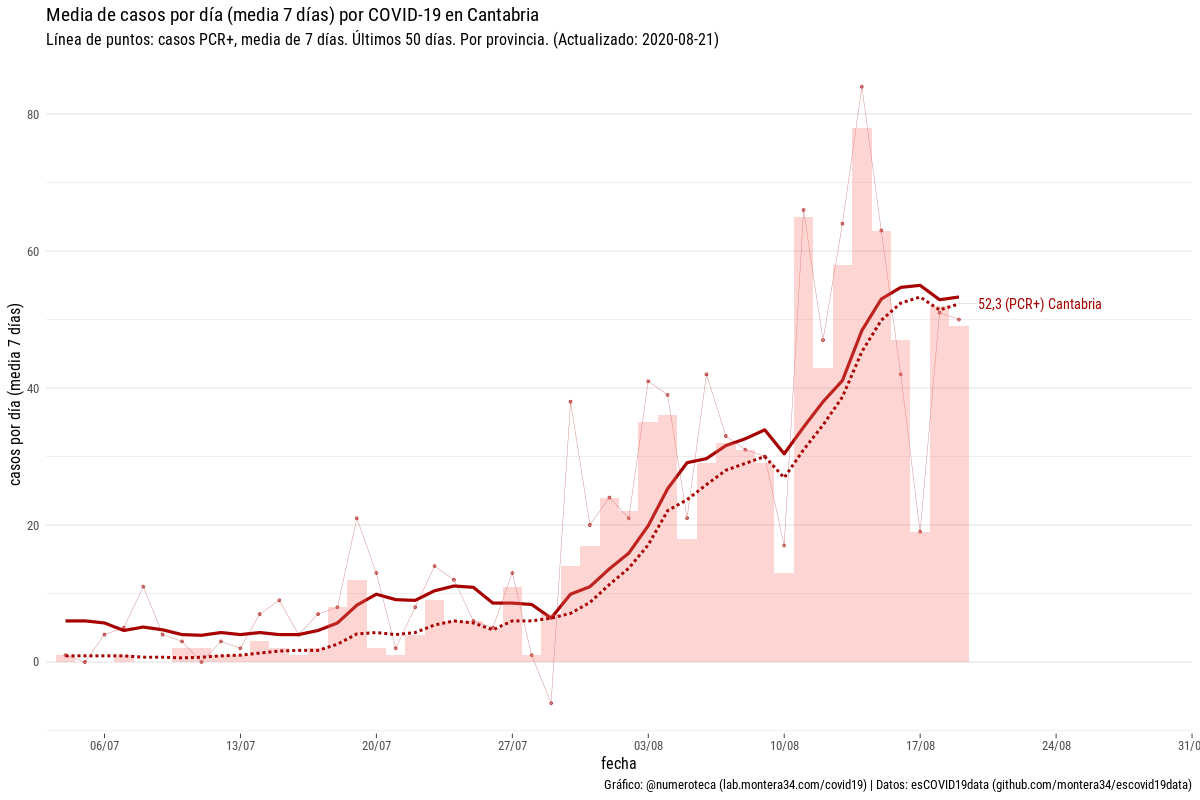 Media de casos por día (media 7 días) por COVID-19 en Cantabria
Línea de puntos: casos PCR+, media de 7 días. Últimos 50 días. Por provincia. (Actualizado: 2020-08-21)
casos por día (media 7 días)
80
60
40
20
0
52,3 (PCR+) Cantabria
06/07 13/07 20/07 27/07 03/08 10/08 17/08 24/08 31/0
fecha
Gráfico: @numeroteca (lab.montera34.com/covid19) | Datos: esCOVID19data (github.com/montera34/escovid19data)